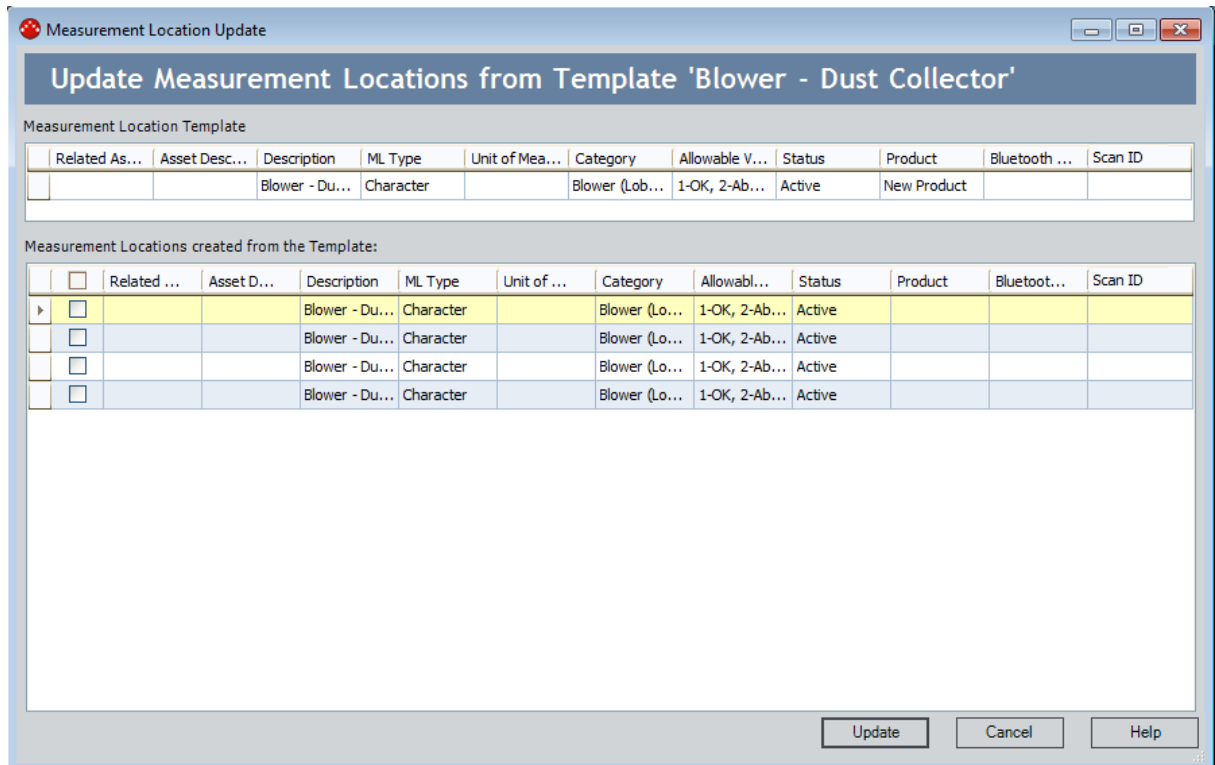 Measurement Location Update
Update Measurement Locations from Template 'Blower - Dust Collector'
Measurement Location Template
Related As... Asset Desc... Description ML Type Unit of Mea... Category Allowable V... Status Product Bluetooth ... Scan ID
Blower - Du... Character Blower (Lob... 1-OK, 2-Ab... Active New Product
Measurement Locations created from the Template:
Related ... Asset D... Description ML Type Unit of ... Category Allowabl... Status Product Bluetoot... Scan ID
Blower - Du... Character Blower (Lo... 1-OK, 2-Ab... Active
Blower - Du... Character Blower (Lo... 1-OK, 2-Ab... Active
Blower - Du... Character Blower (Lo... 1-OK, 2-Ab... Active
Blower - Du... Character Blower (Lo... 1-OK, 2-Ab... Active
Update Cancel Help